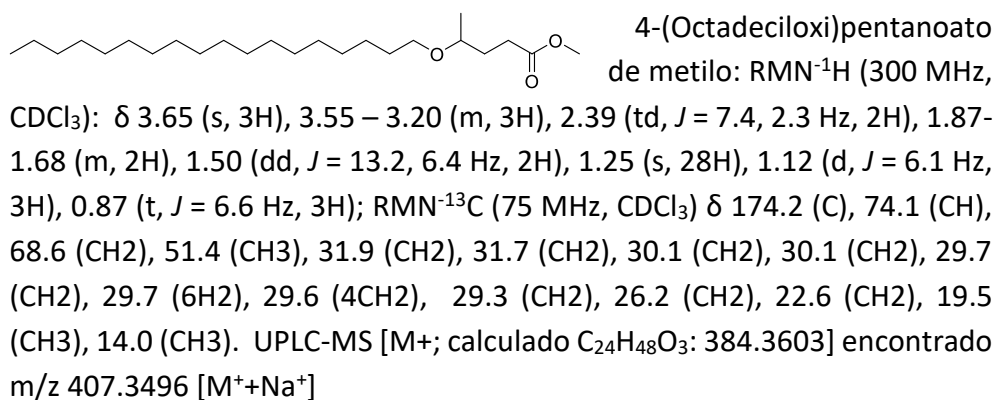 O O O
4-(Octadeciloxi)pentanoato
de metilo: RMN⁻¹H (300 MHz,
CDCl₃): δ 3.65 (s, 3H), 3.55 – 3.20 (m, 3H), 2.39 (td, J = 7.4, 2.3 Hz, 2H), 1.87-
1.68 (m, 2H), 1.50 (dd, J = 13.2, 6.4 Hz, 2H), 1.25 (s, 28H), 1.12 (d, J = 6.1 Hz,
3H), 0.87 (t, J = 6.6 Hz, 3H); RMN⁻¹³C (75 MHz, CDCl₃) δ 174.2 (C), 74.1 (CH),
68.6 (CH2), 51.4 (CH3), 31.9 (CH2), 31.7 (CH2), 30.1 (CH2), 30.1 (CH2), 29.7
(CH2), 29.7 (6H2), 29.6 (4CH2), 29.3 (CH2), 26.2 (CH2), 22.6 (CH2), 19.5
(CH3), 14.0 (CH3). UPLC-MS [M+; calculado C₂₄H₄₈O₃: 384.3603] encontrado
m/z 407.3496 [M⁺+Na⁺]